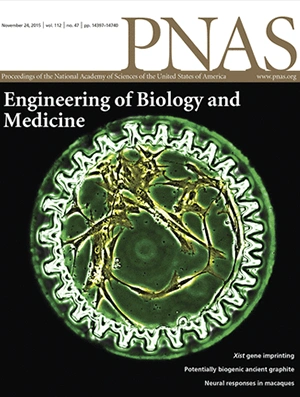 PNAS
November 24, 2015 | vol. 112 | no. 47 | pp. 14397–14740
Proceedings of the National Academy of Sciences of the United States of America
www.pnas.org
Engineering of Biology and
Medicine
Xist gene imprinting
Potentially biogenic ancient graphite
Neural responses in macaques